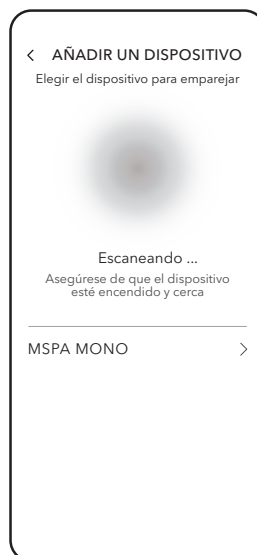 AÑADIR UN DISPOSITIVO
Elegir el dispositivo para emparejar
Escaneando ...
Asegúrese de que el dispositivo
esté encendido y cerca
MSPA MONO